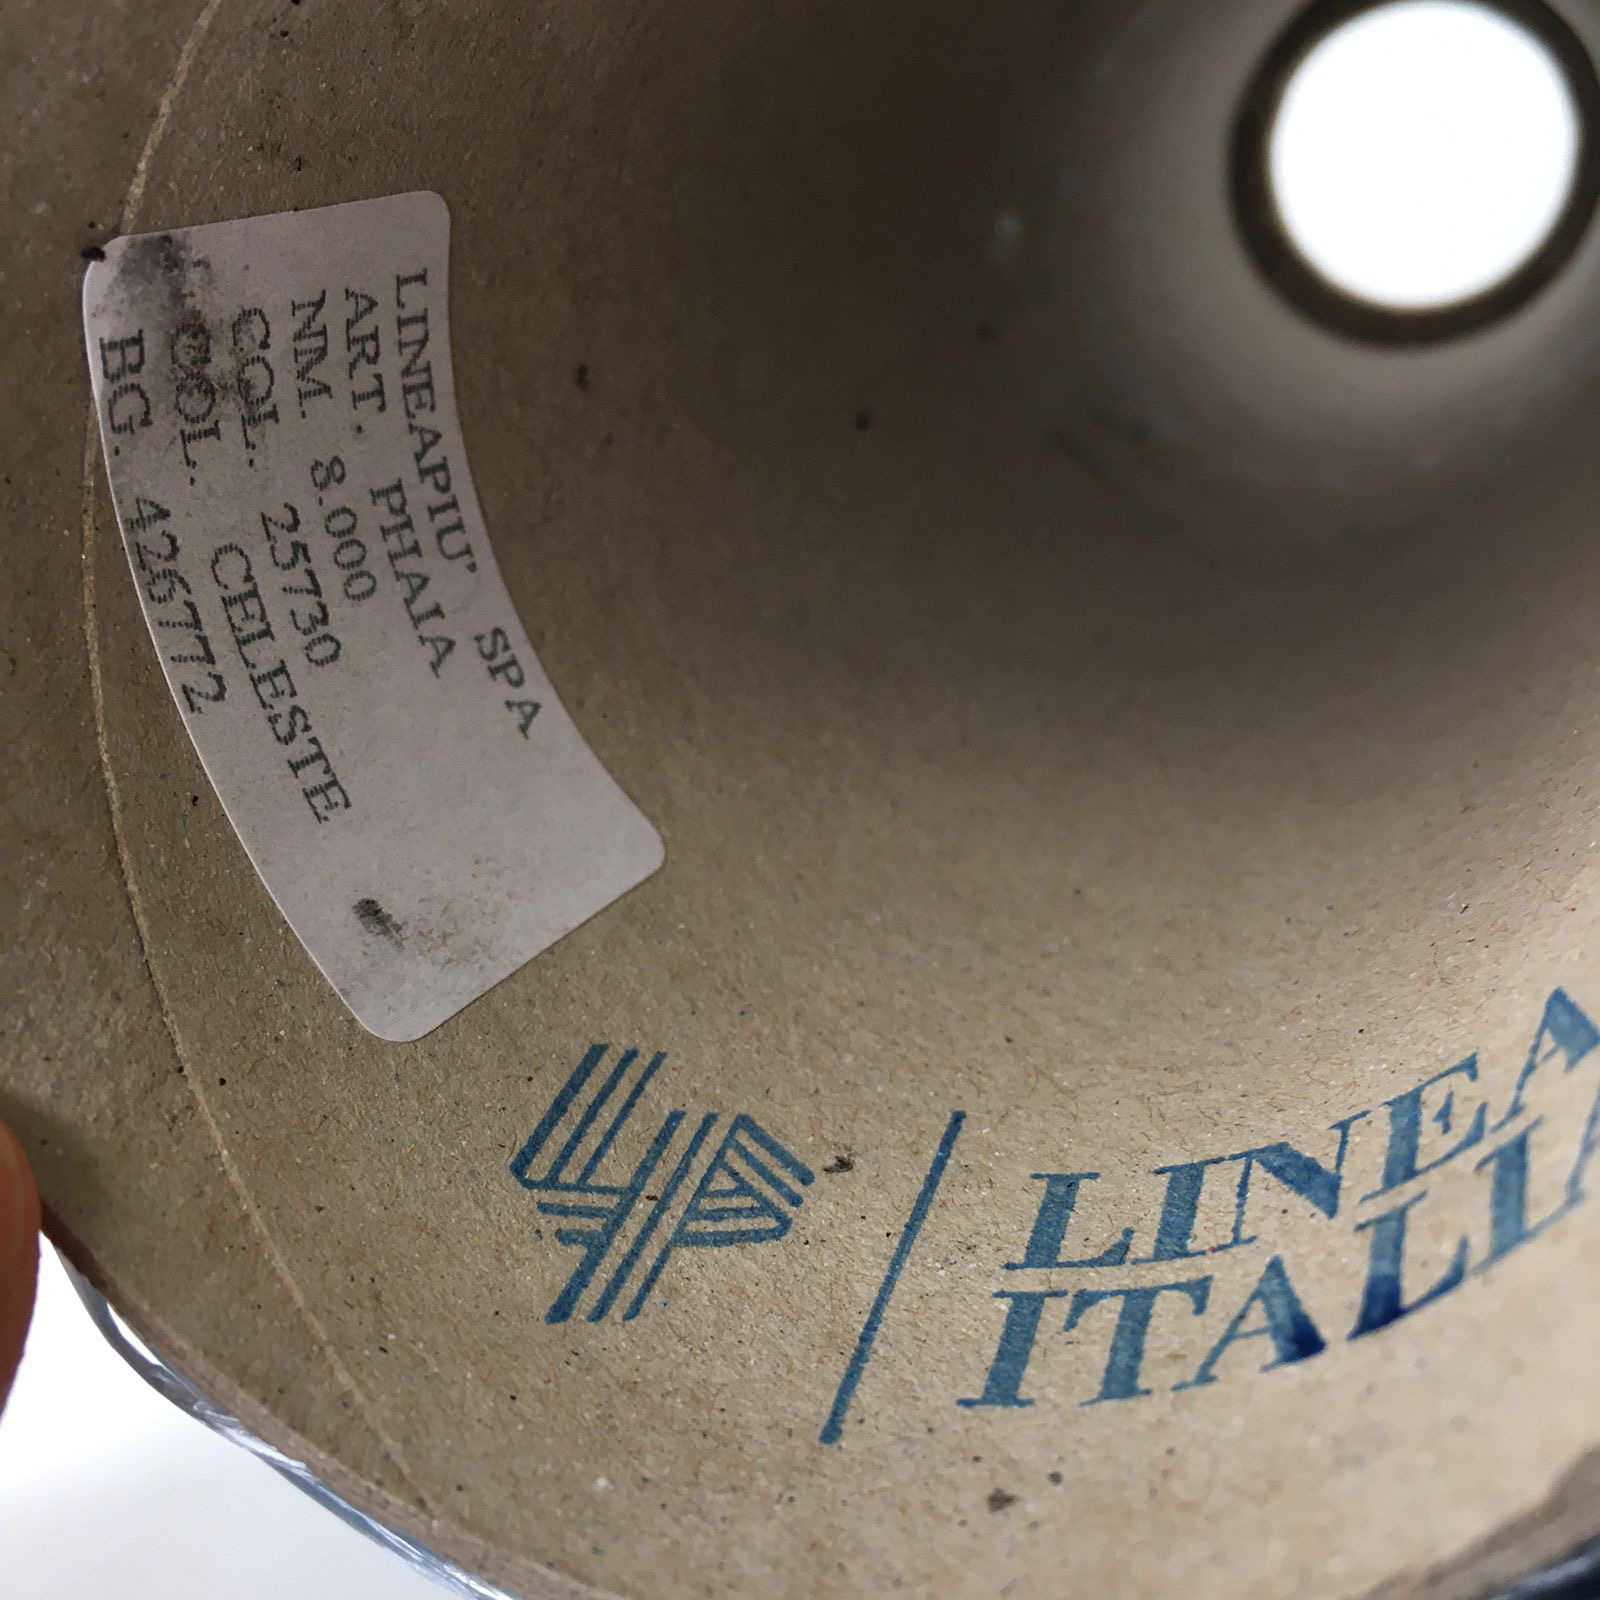 LINEAPIU' SPA
ART. PHAIA
NM. 8.000
COL. 25730
COL. CELESTE
BG. 426772
LINEA
ITALIA